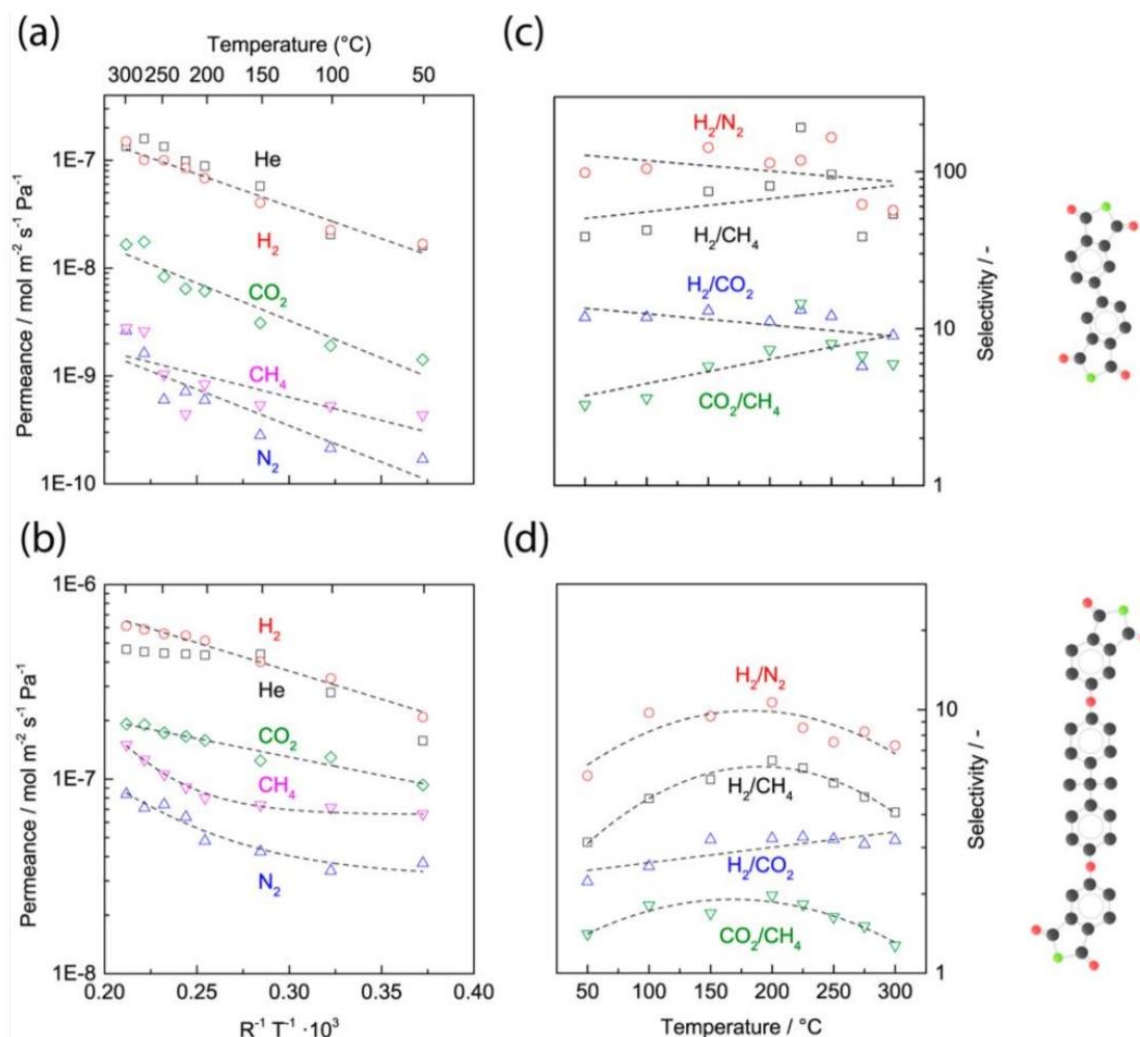 (a)
Temperature (°C)
300 250 200 150 100 50
1E-7
1E-8
1E-9
1E-10
Permeance / mol m⁻² s⁻¹ Pa⁻¹
He
H₂
CO₂
CH₄
N₂
(c)
H₂/N₂
H₂/CH₄
H₂/CO₂
CO₂/CH₄
100
10
1
Selectivity / -
(b)
1E-6
1E-7
1E-8
Permeance / mol m⁻² s⁻¹ Pa⁻¹
H₂
He
CO₂
CH₄
N₂
0.20 0.25 0.30 0.35 0.40
R⁻¹ T⁻¹ ·10³
(d)
H₂/N₂
H₂/CH₄
H₂/CO₂
CO₂/CH₄
10
1
Selectivity / -
50 100 150 200 250 300
Temperature / °C